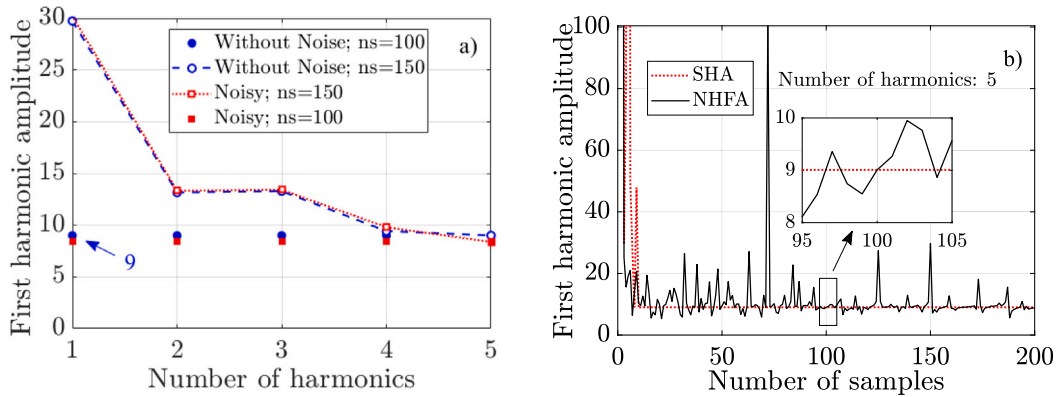 First harmonic amplitude
30
25
20
15
10
5
0
a)
Without Noise; ns=100
Without Noise; ns=150
Noisy; ns=150
Noisy; ns=100
9
1 2 3 4 5
Number of harmonics
First harmonic amplitude
100
80
60
40
20
0
b)
SHA
NHFA
Number of harmonics: 5
10
9
8
95 100 105
0 50 100 150 200
Number of samples